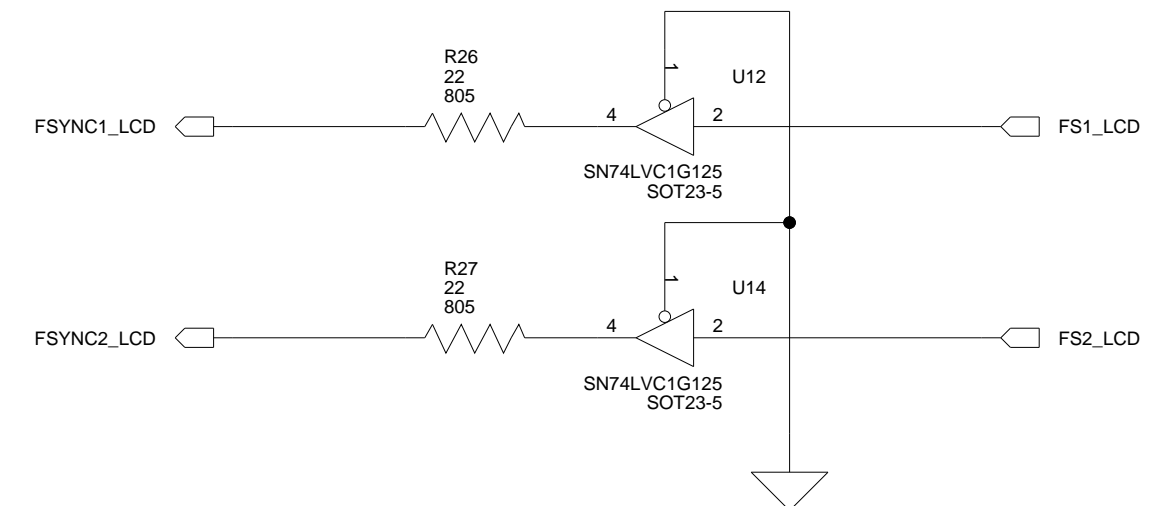 R26
22
805
1
U12
FSYNC1_LCD
4
2
FS1_LCD
SN74LVC1G125
SOT23-5
R27
22
805
1
U14
FSYNC2_LCD
4
2
FS2_LCD
SN74LVC1G125
SOT23-5